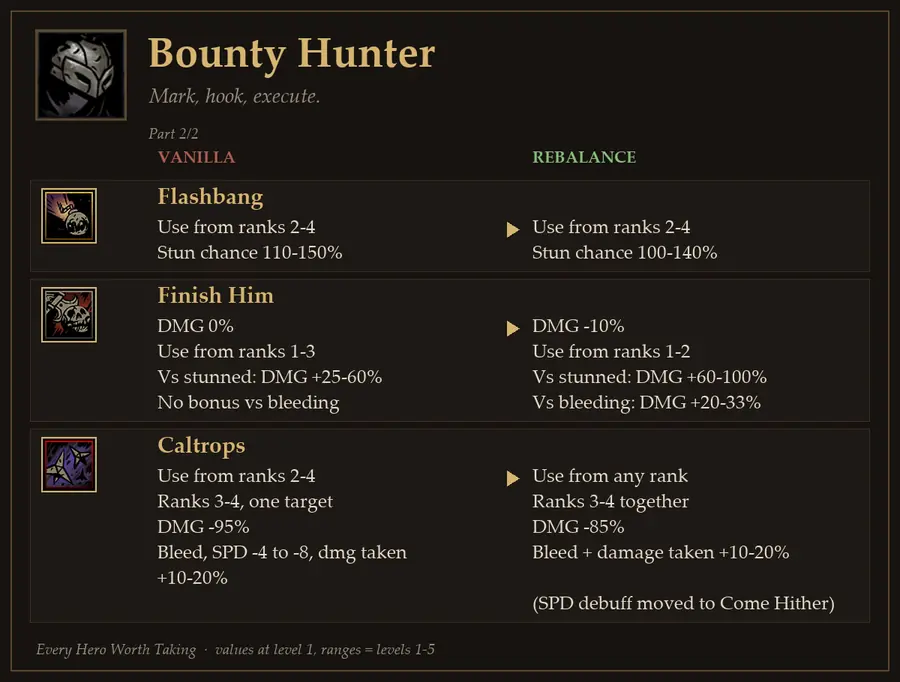 Bounty Hunter
Mark, hook, execute.
Part 2/2
VANILLA
REBALANCE
Flashbang
Use from ranks 2-4
Stun chance 110-150%
Use from ranks 2-4
Stun chance 100-140%
Finish Him
DMG 0%
Use from ranks 1-3
Vs stunned: DMG +25-60%
No bonus vs bleeding
DMG -10%
Use from ranks 1-2
Vs stunned: DMG +60-100%
Vs bleeding: DMG +20-33%
Caltrops
Use from ranks 2-4
Ranks 3-4, one target
DMG -95%
Bleed, SPD -4 to -8, dmg taken
+10-20%
Use from any rank
Ranks 3-4 together
DMG -85%
Bleed + damage taken +10-20%
(SPD debuff moved to Come Hither)
Every Hero Worth Taking · values at level 1, ranges = levels 1-5